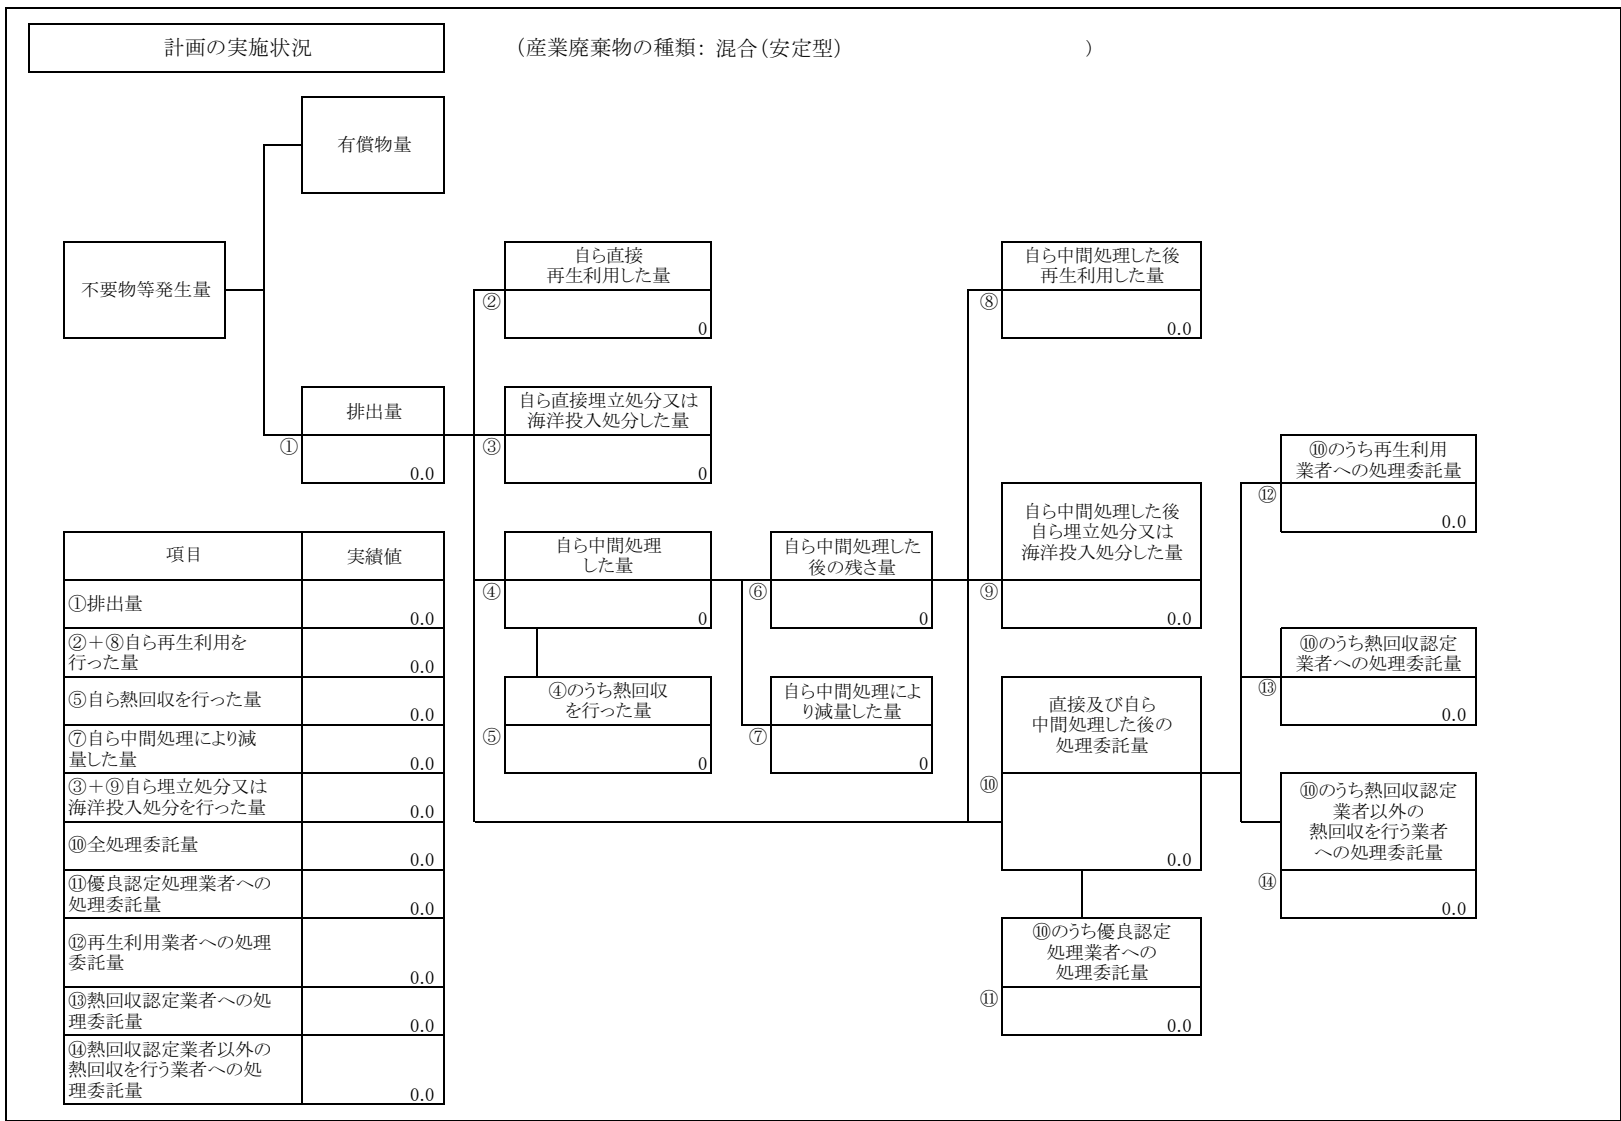 計画の実施状況
（産業廃棄物の種類：混合（安定型）　　　　　　　　　　　）
有償物量
不要物等発生量
排出量
①
0.0
自ら直接
再生利用した量
②
0
自ら直接埋立処分又は
海洋投入処分した量
③
0
自ら中間処理
した量
④
0
④のうち熱回収
を行った量
⑤
0
自ら中間処理した
後の残さ量
⑥
0
自ら中間処理によ
り減量した量
⑦
0
自ら中間処理した後
再生利用した量
⑧
0.0
自ら中間処理した後
自ら埋立処分又は
海洋投入処分した量
⑨
0.0
直接及び自ら
中間処理した後の
処理委託量
⑩
0.0
⑩のうち優良認定
処理業者への
処理委託量
⑪
0.0
⑩のうち再生利用
業者への処理委託量
⑫
0.0
⑩のうち熱回収認定
業者への処理委託量
⑬
0.0
⑩のうち熱回収認定
業者以外の
熱回収を行う業者
への処理委託量
⑭
0.0
項目 実績値
①排出量
0.0
②＋⑧自ら再生利用を
行った量
0.0
⑤自ら熱回収を行った量
0.0
⑦自ら中間処理により減
量した量
0.0
③＋⑨自ら埋立処分又は
海洋投入処分を行った量
0.0
⑩全処理委託量
0.0
⑪優良認定処理業者への
処理委託量
0.0
⑫再生利用業者への処理
委託量
0.0
⑬熱回収認定業者への処
理委託量
0.0
⑭熱回収認定業者以外の
熱回収を行う業者への処
理委託量
0.0